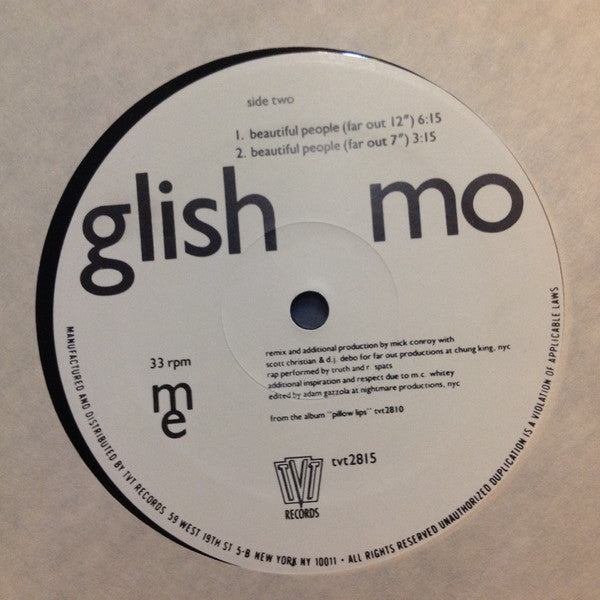 side two
1. beautiful people (far out 12") 6:15
2. beautiful people (far out 7") 3:15
glish mo
33 rpm
me
remix and additional production by mick conroy with
scott christian & d.j. debo for far out productions at chung king, nyc
rap performed by truth and r. spats
additional inspiration and respect due to m.c. whitey
edited by adam gazzola at nightmare productions, nyc
from the album "pillow lips" tvt2810
TVT
RECORDS
tvt2815
MANUFACTURED AND DISTRIBUTED BY TVT RECORDS 59 WEST 19TH ST 5-B NEW YORK NY 10011 • ALL RIGHTS RESERVED UNAUTHORIZED DUPLICATION IS A VIOLATION OF APPLICABLE LAWS